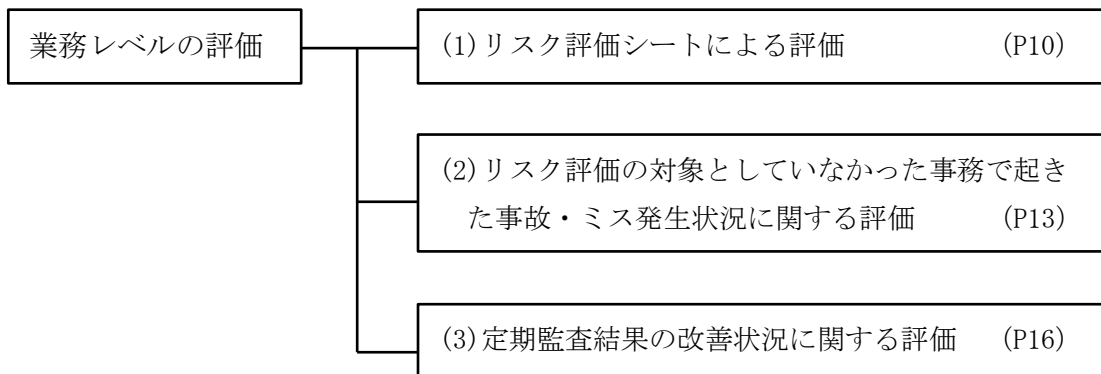 業務レベルの評価
(1)リスク評価シートによる評価 (P10)
(2)リスク評価の対象としていなかった事務で起き
た事故・ミス発生状況に関する評価 (P13)
(3)定期監査結果の改善状況に関する評価 (P16)